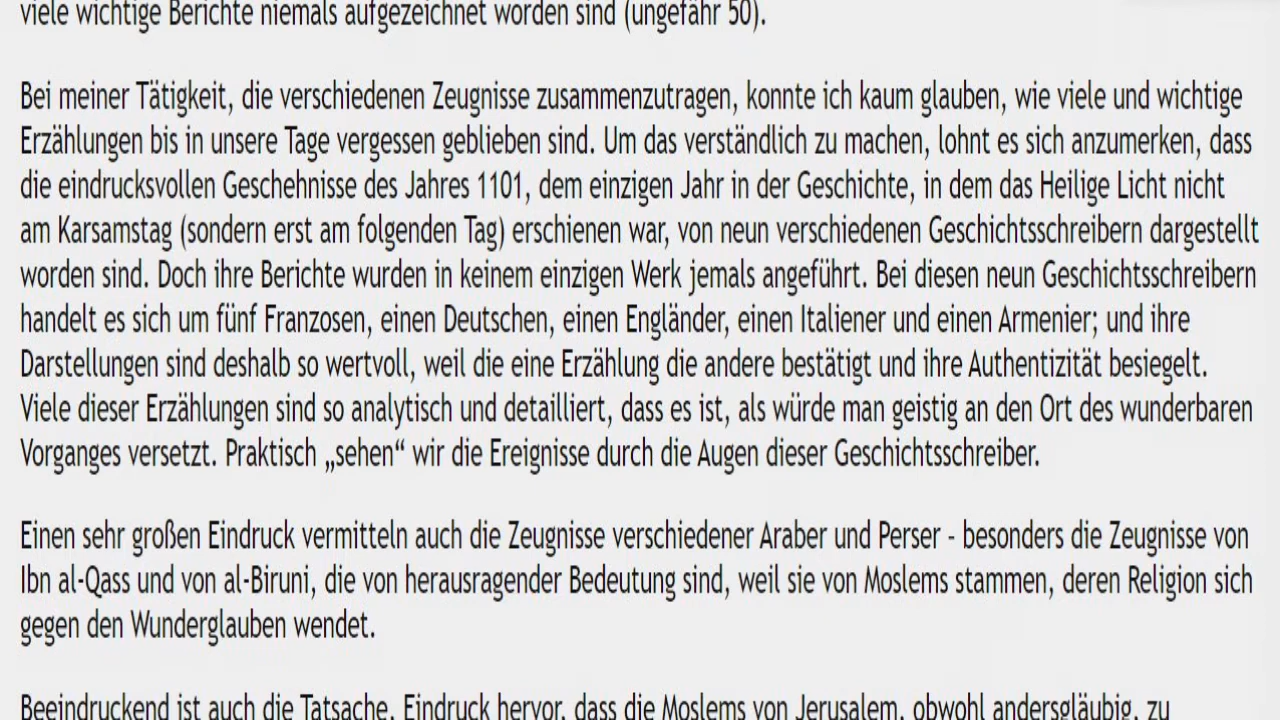 viele wichtige Berichte niemals aufgezeichnet worden sind (ungefähr 50).
Bei meiner Tätigkeit, die verschiedenen Zeugnisse zusammenzutragen, konnte ich kaum glauben, wie viele und wichtige
Erzählungen bis in unsere Tage vergessen geblieben sind. Um das verständlich zu machen, lohnt es sich anzumerken, dass
die eindrucksvollen Geschehnisse des Jahres 1101, dem einzigen Jahr in der Geschichte, in dem das Heilige Licht nicht
am Karsamstag (sondern erst am folgenden Tag) erschienen war, von neun verschiedenen Geschichtsschreibern dargestellt
worden sind. Doch ihre Berichte wurden in keinem einzigen Werk jemals angeführt. Bei diesen neun Geschichtsschreibern
handelt es sich um fünf Franzosen, einen Deutschen, einen Engländer, einen Italiener und einen Armenier; und ihre
Darstellungen sind deshalb so wertvoll, weil die eine Erzählung die andere bestätigt und ihre Authentizität besiegelt.
Viele dieser Erzählungen sind so analytisch und detailliert, dass es ist, als würde man geistig an den Ort des wunderbaren
Vorganges versetzt. Praktisch „sehen“ wir die Ereignisse durch die Augen dieser Geschichtsschreiber.
Einen sehr großen Eindruck vermitteln auch die Zeugnisse verschiedener Araber und Perser - besonders die Zeugnisse von
Ibn al-Qass und von al-Biruni, die von herausragender Bedeutung sind, weil sie von Moslems stammen, deren Religion sich
gegen den Wunderglauben wendet.
Beeindruckend ist auch die Tatsache, Eindruck hervor, dass die Moslems von Jerusalem, obwohl andersgläubig, zu